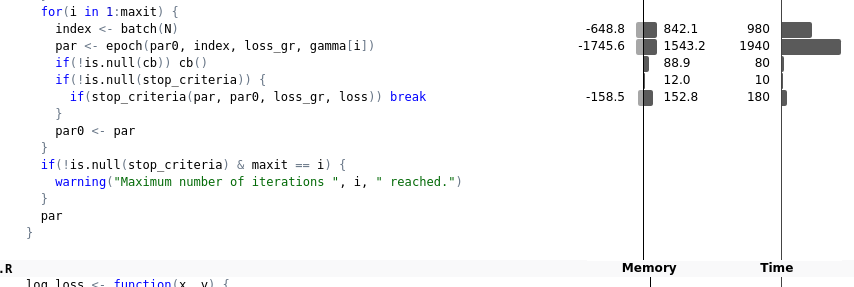 for(i in 1:maxit) {
index <- batch(N) -648.8 842.1 980
par <- epoch(par0, index, loss_gr, gamma[i]) -1745.6 1543.2 1940
if(!is.null(cb)) cb() 88.9 80
if(!is.null(stop_criteria)) { 12.0 10
if(stop_criteria(par, par0, loss_gr, loss)) break -158.5 152.8 180
}
par0 <- par
}
if(!is.null(stop_criteria) & maxit == i) {
warning("Maximum number of iterations ", i, " reached.")
}
par
}
.R Memory Time
log_loss <- function(x, y) {